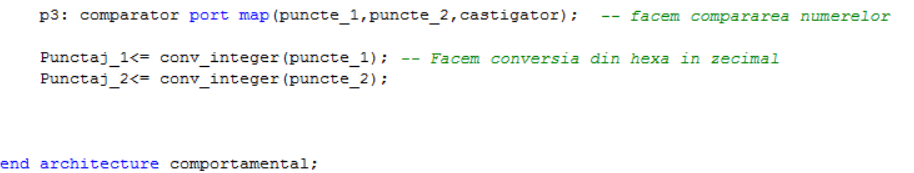 p3: comparator port map(puncte_1,puncte_2,castigator);  -- facem compararea numerelor
Punctaj_1<= conv_integer(puncte_1); -- Facem conversia din hexa in zecimal
Punctaj_2<= conv_integer(puncte_2);
end architecture comportamental;